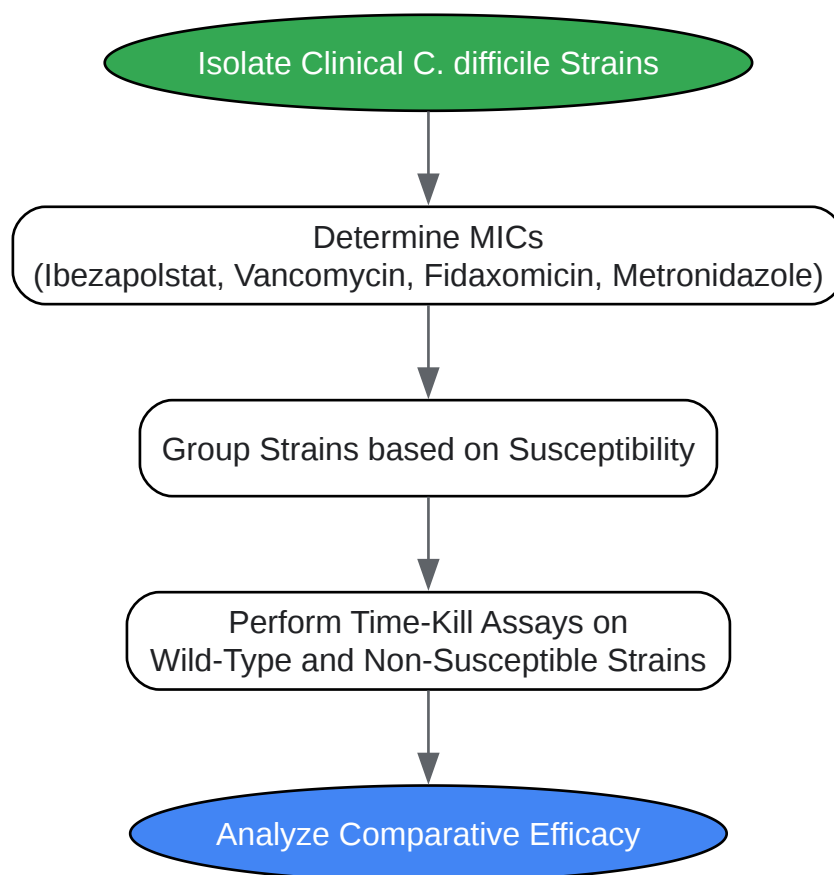 Isolate Clinical C. difficile Strains
Determine MICs
(Ibezapolstat, Vancomycin, Fidaxomicin, Metronidazole)
Group Strains based on Susceptibility
Perform Time-Kill Assays on
Wild-Type and Non-Susceptible Strains
Analyze Comparative Efficacy